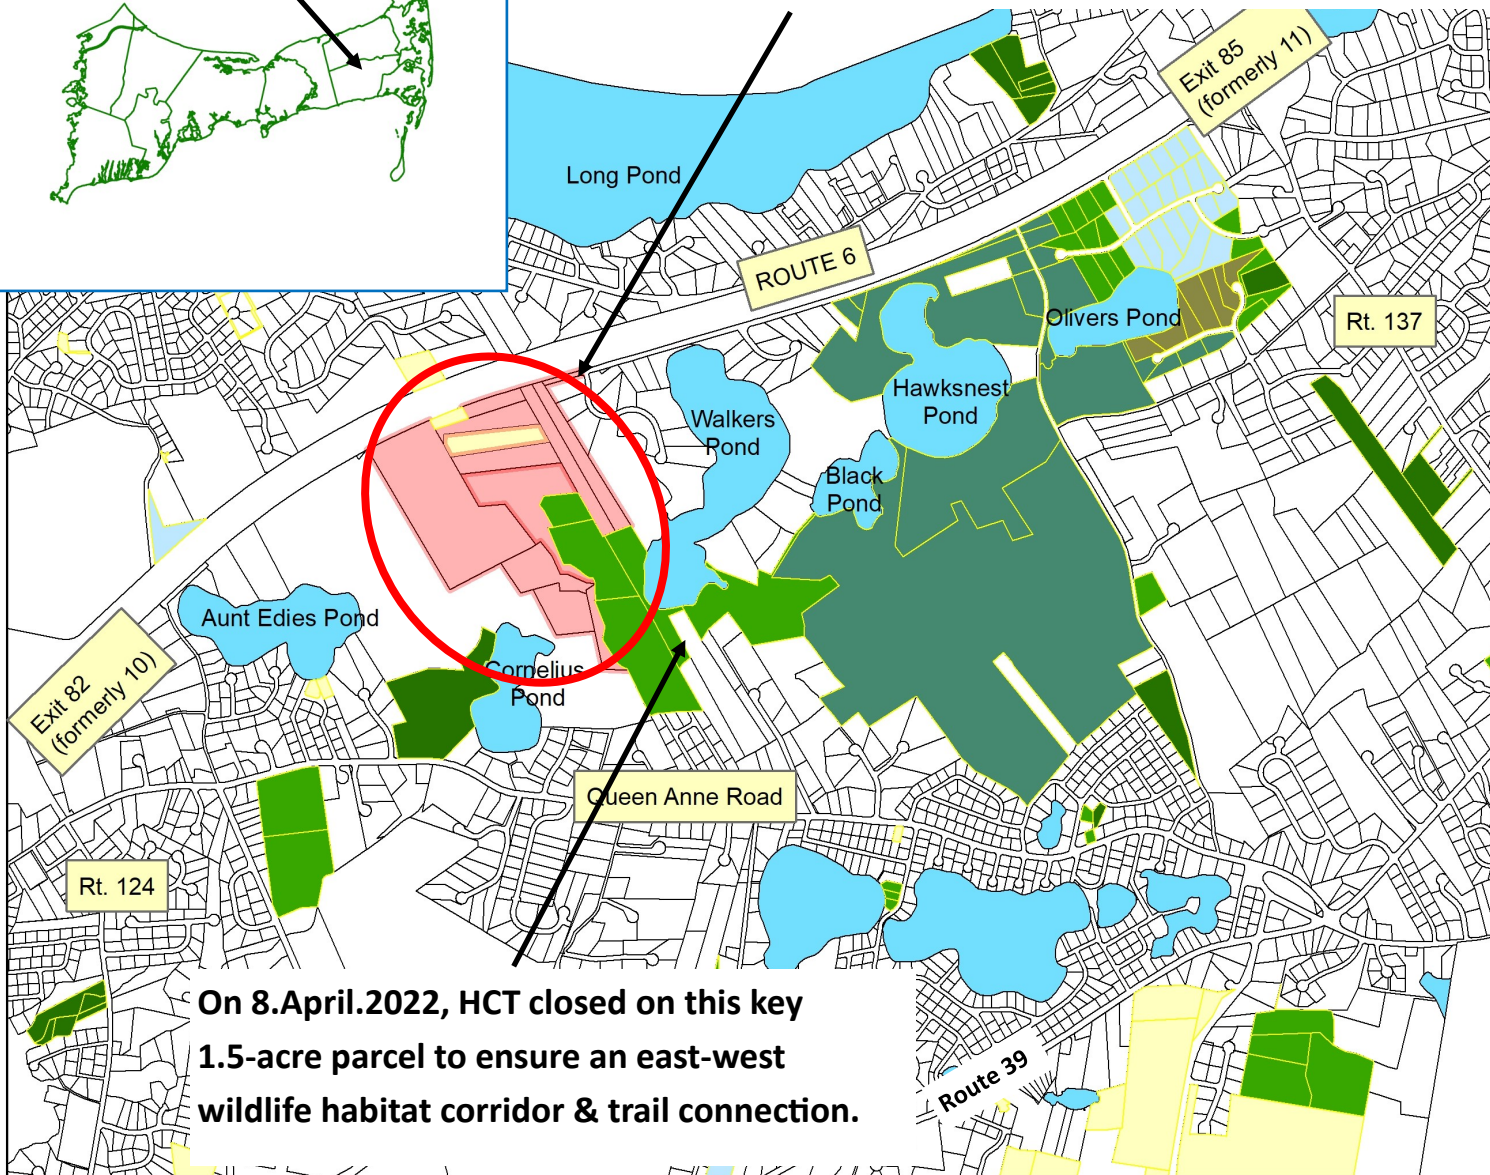 Exit 85
(formerly 11)
Long Pond
ROUTE 6
Olivers Pond
Rt. 137
Hawksnest
Pond
Walkers
Pond
Black
Pond
Aunt Edies Pond
Cornelius
Pond
Exit 82
(formerly 10)
Queen Anne Road
Rt. 124
On 8.April.2022, HCT closed on this key
1.5-acre parcel to ensure an east-west
wildlife habitat corridor & trail connection.
Route 39